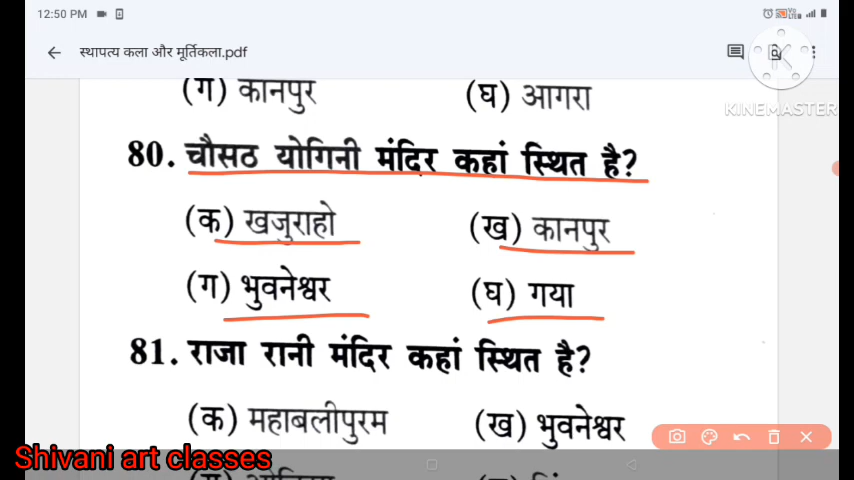 12:50 PM
स्थापत्य कला और मूर्तिकला.pdf
KINEMASTER
(ग) कानपुर (घ) आगरा
80. चौसठ योगिनी मंदिर कहां स्थित है?
(क) खजुराहो (ख) कानपुर
(ग) भुवनेश्वर (घ) गया
81. राजा रानी मंदिर कहां स्थित है?
(क) महाबलीपुरम (ख) भुवनेश्वर
Shivani art classes